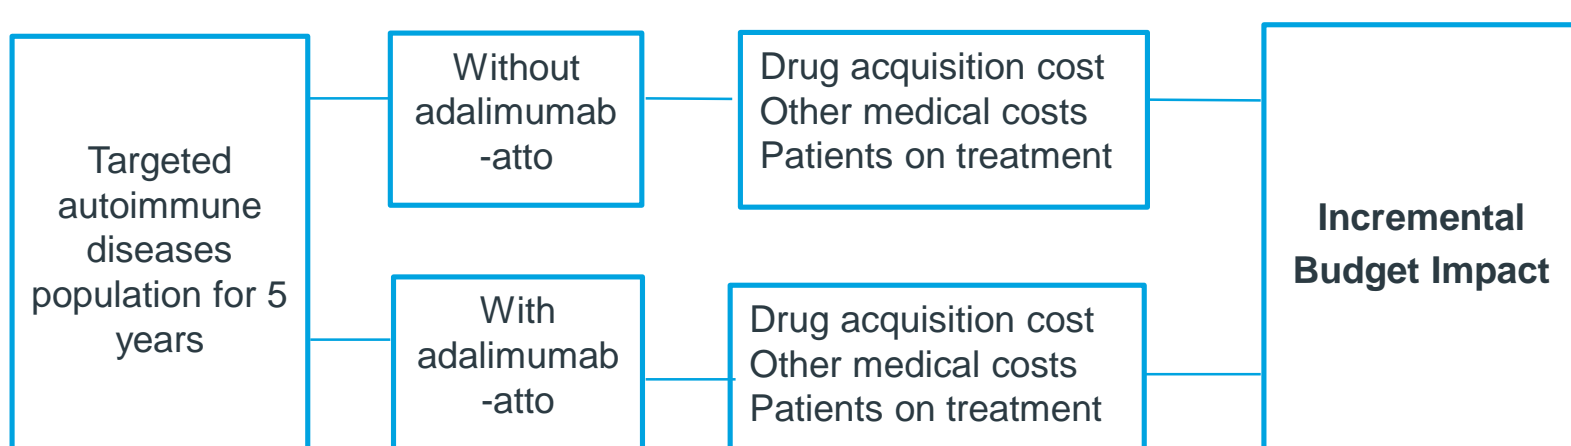 Targeted
autoimmune
diseases
population for 5
years
Without
adalimumab
-atto
Drug acquisition cost
Other medical costs
Patients on treatment
With
adalimumab
-atto
Drug acquisition cost
Other medical costs
Patients on treatment
Incremental
Budget Impact